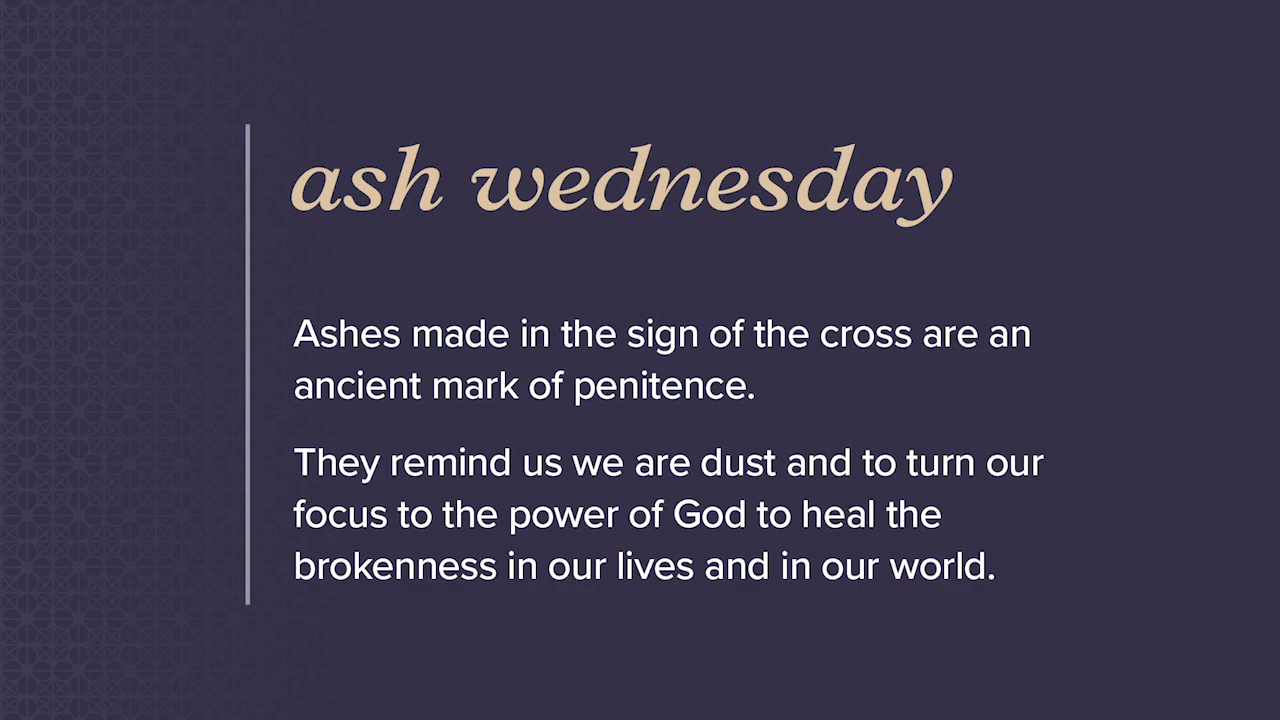 ash wednesday
Ashes made in the sign of the cross are an
ancient mark of penitence.
They remind us we are dust and to turn our
focus to the power of God to heal the
brokenness in our lives and in our world.